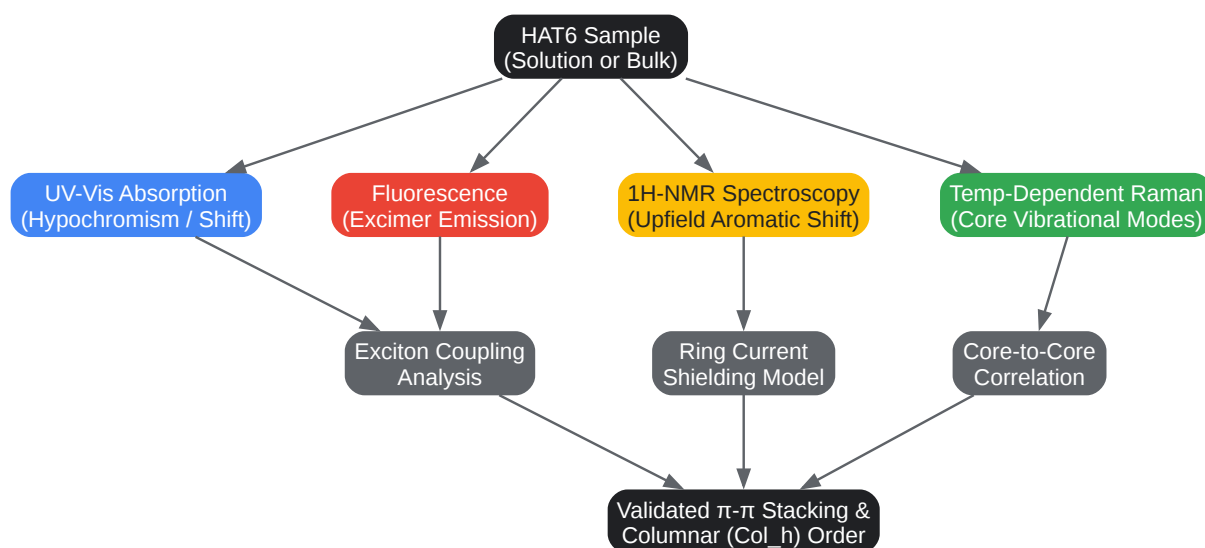 HAT6 Sample
(Solution or Bulk)
UV-Vis Absorption
(Hypochromism / Shift)
Fluorescence
(Excimer Emission)
1H-NMR Spectroscopy
(Upfield Aromatic Shift)
Temp-Dependent Raman
(Core Vibrational Modes)
Exciton Coupling
Analysis
Ring Current
Shielding Model
Core-to-Core
Correlation
Validated π-π Stacking &
Columnar (Col_h) Order